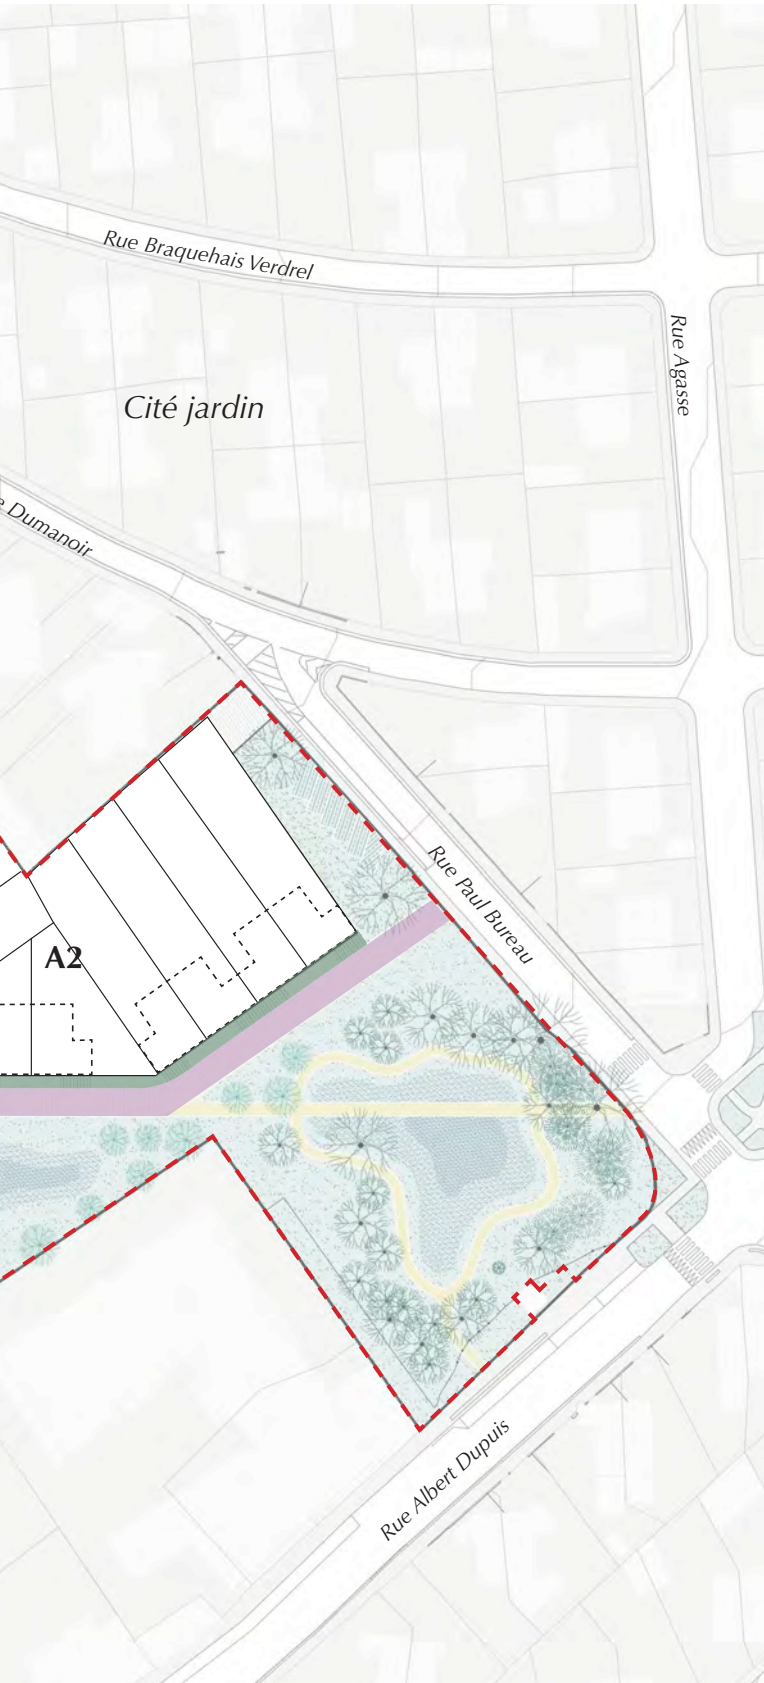 Rue Braquehais Verdrel
Rue Agasse
Cité jardin
Dumanoir
Rue Paul Bureau
A2
Rue Albert Dupuis